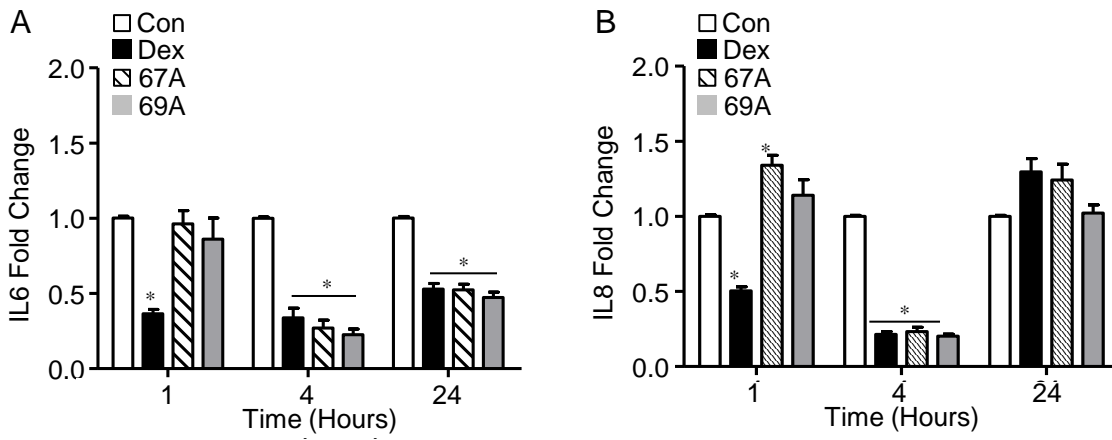 A
Con
Dex
67A
69A
2.0
1.5
1.0
0.5
0.0
IL6 Fold Change
*
*
*
1
4
24
Time (Hours)
B
Con
Dex
67A
69A
2.0
1.5
1.0
0.5
0.0
IL8 Fold Change
*
*
*
1
4
24
Time (Hours)